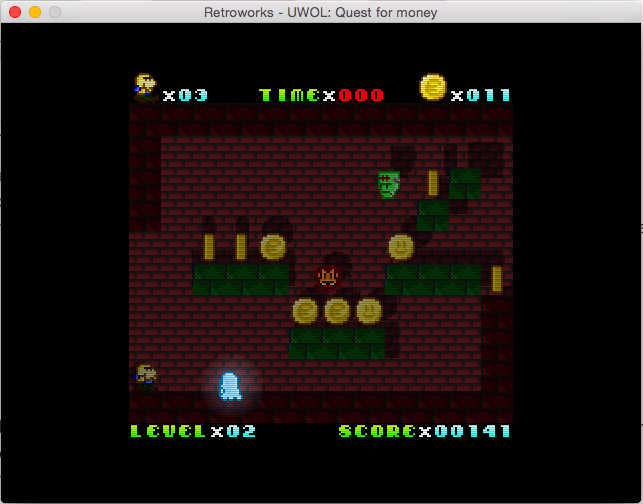 Retroworks - UWOL: Quest for money
x03 TIMEx000 x011
LEVELx02 SCOREx00141